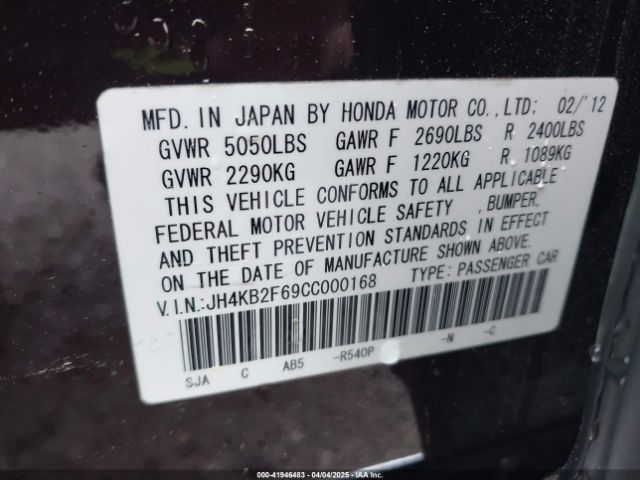 MFD. IN JAPAN BY HONDA MOTOR CO.,LTD: 02/'12
GVWR 5050LBS GAWR F 2690LBS R 2400LBS
GVWR 2290KG GAWR F 1220KG R 1089KG
THIS VEHICLE CONFORMS TO ALL APPLICABLE
FEDERAL MOTOR VEHICLE SAFETY ,BUMPER,
AND THEFT PREVENTION STANDARDS IN EFFECT
ON THE DATE OF MANUFACTURE SHOWN ABOVE.
V.I.N.:JH4KB2F69CC000168 TYPE: PASSENGER CAR
SJA C AB5 -R540P -N -C
000-41946483 - 04/04/2025 - IAAI Inc.